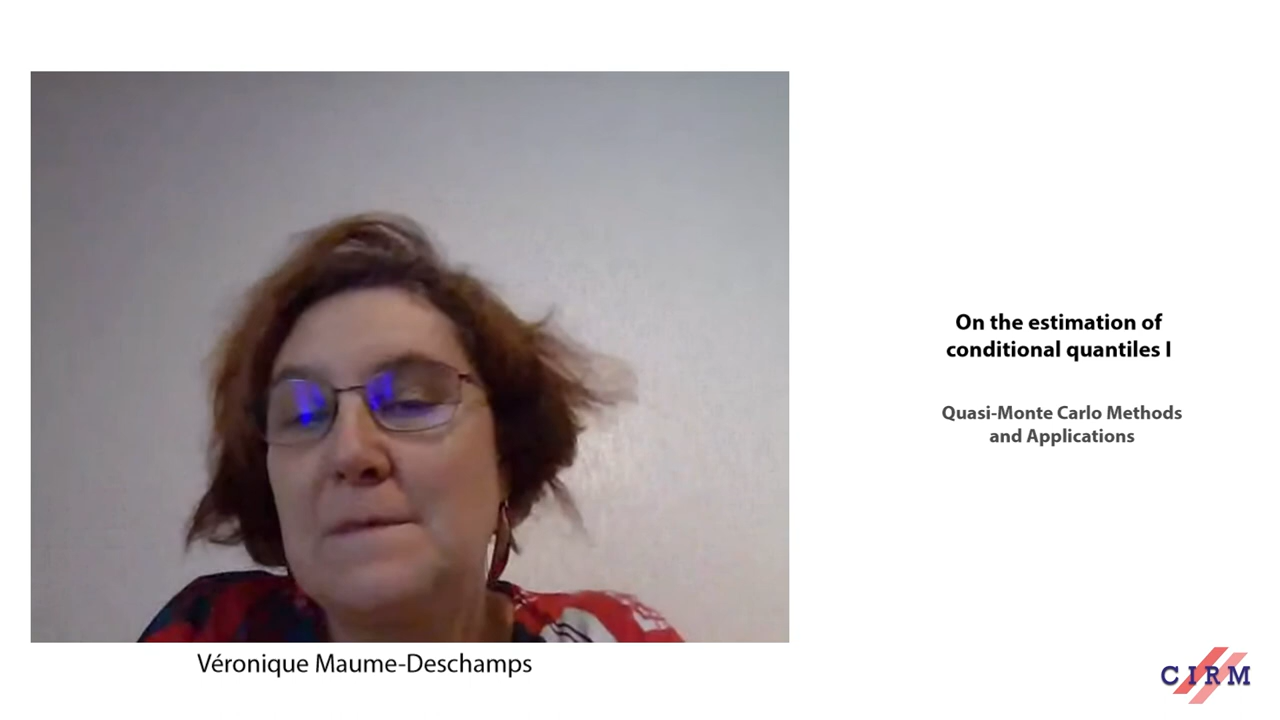 On the estimation of
conditional quantiles I
Quasi-Monte Carlo Methods
and Applications
Véronique Maume-Deschamps
CIRM